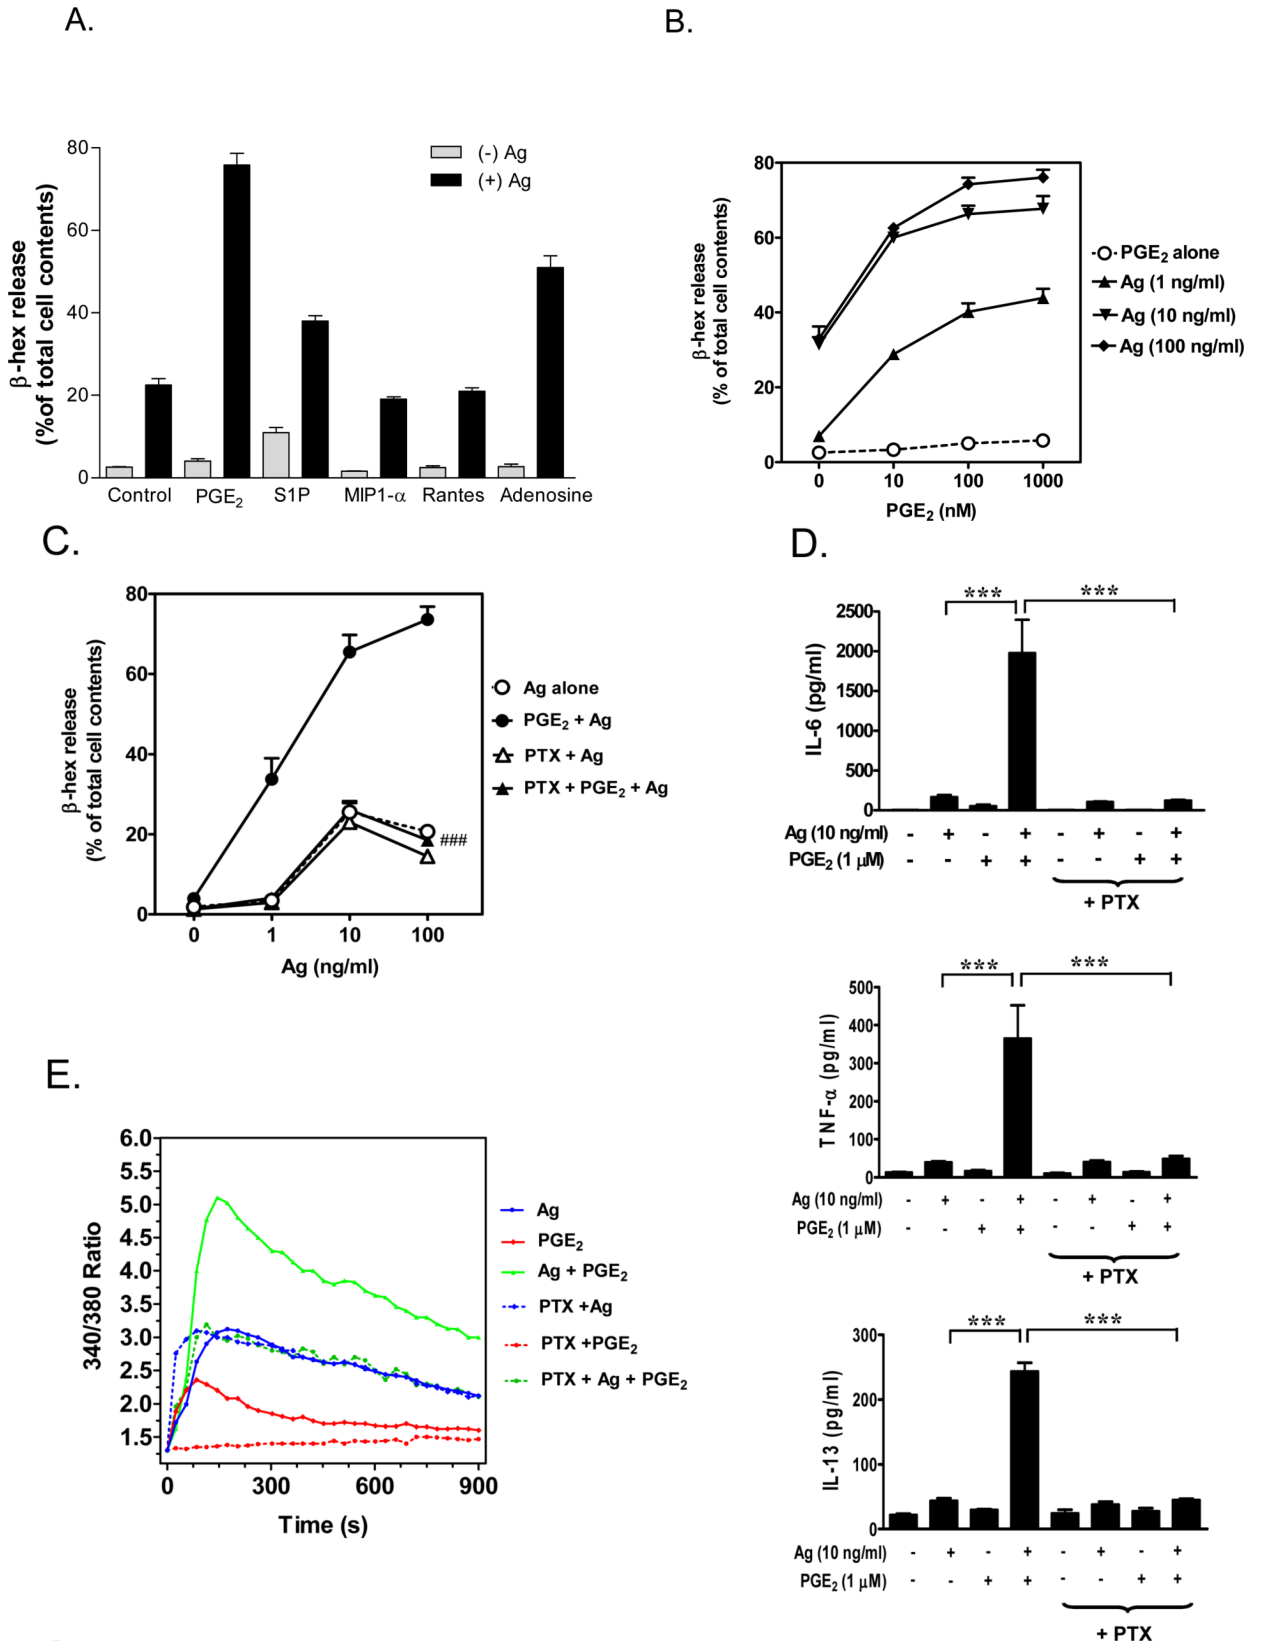 A.
80
60
40
20
0
β-hex release
(%of total cell contents)
(-) Ag
(+) Ag
Control PGE2 S1P MIP1-α Rantes Adenosine
B.
80
60
40
20
0
β-hex release
(% of total cell contents)
0 10 100 1000
PGE2 (nM)
PGE2 alone
Ag (1 ng/ml)
Ag (10 ng/ml)
Ag (100 ng/ml)
C.
80
60
40
20
0
β-hex release
(% of total cell contents)
###
0 1 10 100
Ag (ng/ml)
Ag alone
PGE2 + Ag
PTX + Ag
PTX + PGE2 + Ag
D.
*** ***
2500
2000
1500
1000
500
0
IL-6 (pg/ml)
Ag (10 ng/ml) - + - + - + - +
PGE2 (1 μM) - - + + - - + +
+ PTX
*** ***
500
400
300
200
100
0
TNF-α (pg/ml)
Ag (10 ng/ml) - + - + - + - +
PGE2 (1 μM) - - + + - - + +
+ PTX
*** ***
300
200
100
0
IL-13 (pg/ml)
Ag (10 ng/ml) - + - + - + - +
PGE2 (1 μM) - - + + - - + +
+ PTX
E.
6.0
5.5
5.0
4.5
4.0
3.5
3.0
2.5
2.0
1.5
340/380 Ratio
0 300 600 900
Time (s)
Ag
PGE2
Ag + PGE2
PTX +Ag
PTX +PGE2
PTX + Ag + PGE2